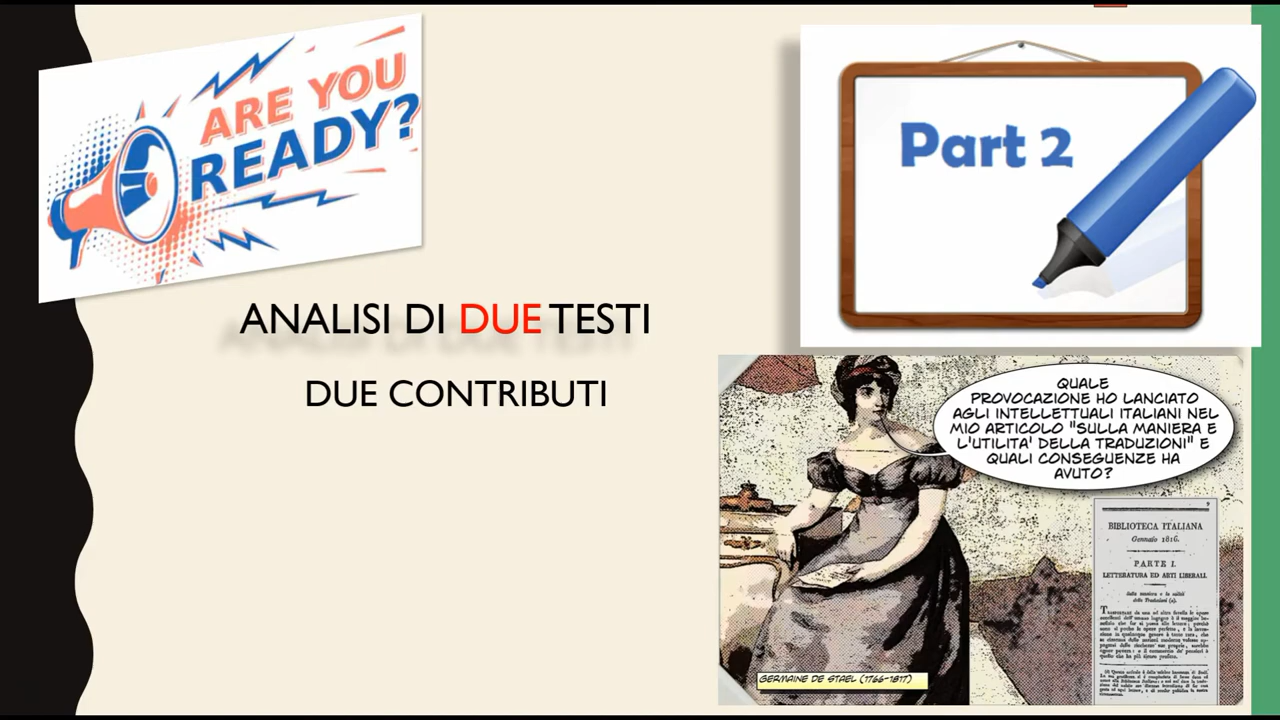 ARE YOU
READY?
Part 2
ANALISI DI DUE TESTI
DUE CONTRIBUTI
QUALE
PROVOCAZIONE HO LANCIATO
AGLI INTELLETTUALI ITALIANI NEL
MIO ARTICOLO "SULLA MANIERA E
L'UTILITA' DELLA TRADUZIONI" E
QUALI CONSEGUENZE HA
AVUTO?
9
BIBLIOTECA ITALIANA
Gennajo 1816.
PARTE I.
LETTERATURA ED ARTI LIBERALI.
GERMAINE DE STAEL (1766-1817)